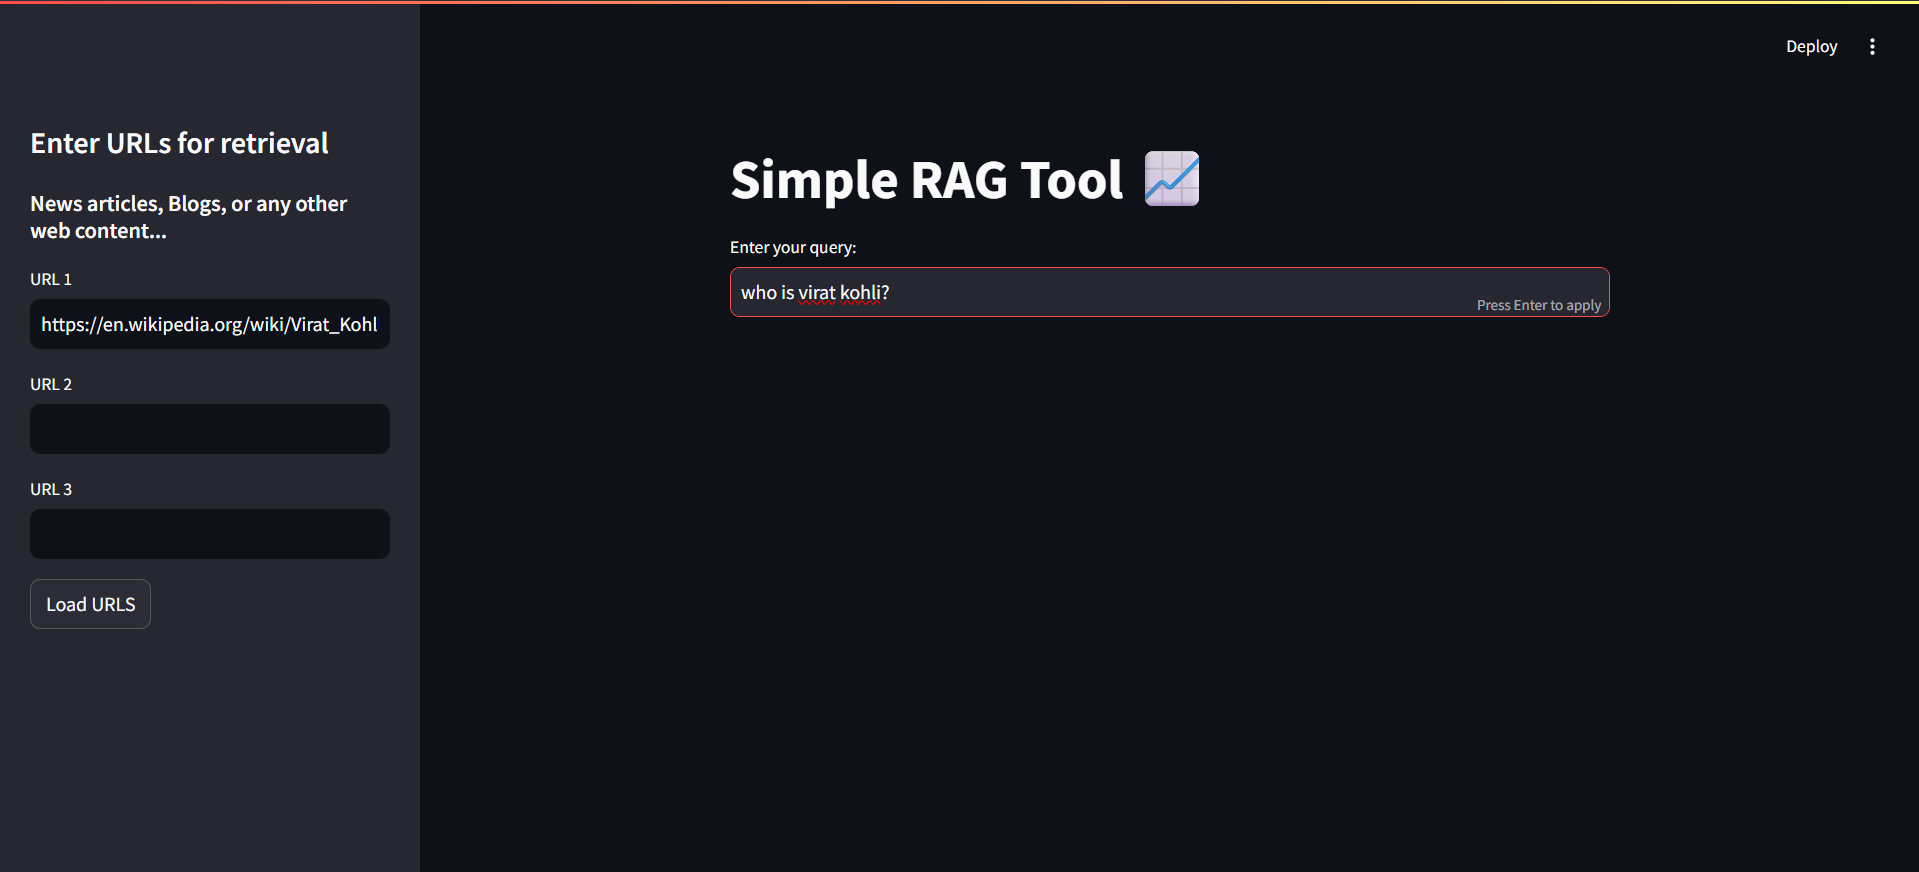 Deploy
Enter URLs for retrieval
News articles, Blogs, or any other
web content...
URL 1
https://en.wikipedia.org/wiki/Virat_Kohl
URL 2
URL 3
Load URLS
Simple RAG Tool
Enter your query:
who is virat kohli?
Press Enter to apply